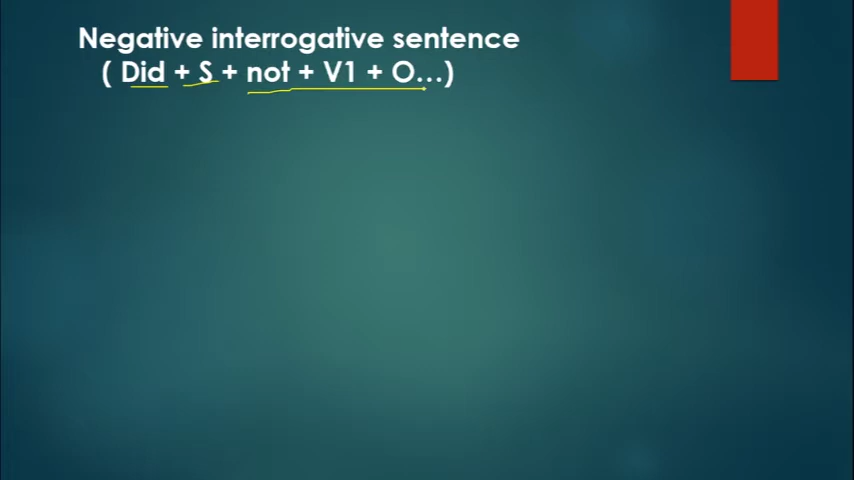 Negative interrogative sentence
( Did + S + not + V1 + O...)